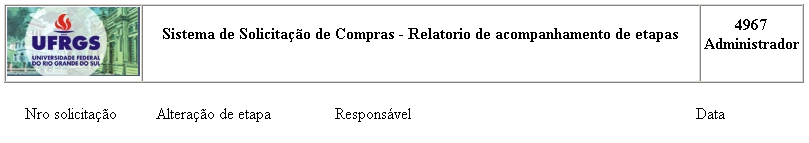 UFRGS
UNIVERSIDADE FEDERAL
DO RIO GRANDE DO SUL
Sistema de Solicitação de Compras - Relatorio de acompanhamento de etapas
4967
Administrador
Nro solicitação Alteração de etapa Responsável Data